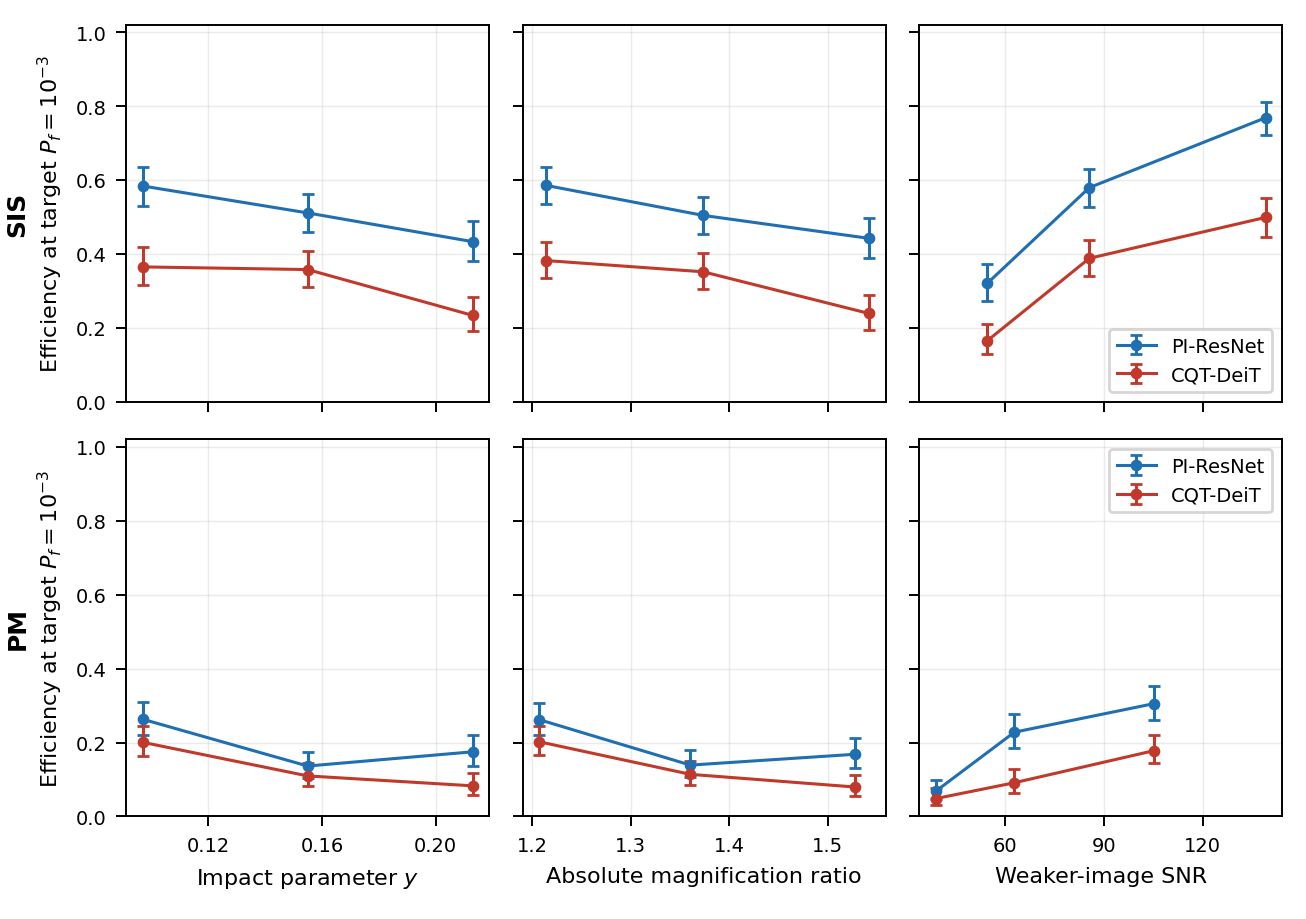 SIS
Efficiency at target $P_f = 10^{-3}$
1.0
0.8
0.6
0.4
0.2
0.0
PI-ResNet
CQT-DeiT
PM
Efficiency at target $P_f = 10^{-3}$
1.0
0.8
0.6
0.4
0.2
0.0
PI-ResNet
CQT-DeiT
0.12 0.16 0.20
Impact parameter y
1.2 1.3 1.4 1.5
Absolute magnification ratio
60 90 120
Weaker-image SNR